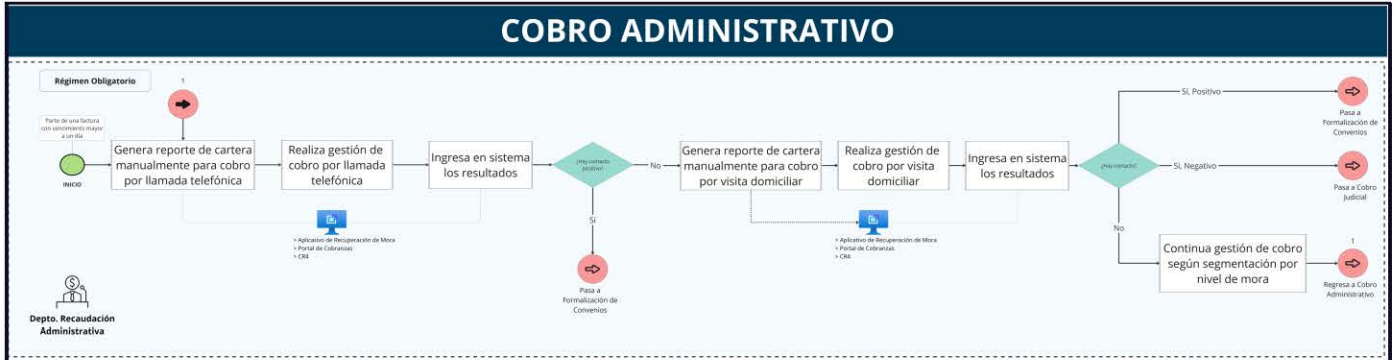 COBRO ADMINISTRATIVO
Régimen Obligatorio
1
Parte de una factura
con vencimiento mayor
a un día
INICIO
Genera reporte de cartera
manualmente para cobro
por llamada telefónica
Realiza gestión de
cobro por llamada
telefónica
Ingresa en sistema
los resultados
¿Hay contacto
positivo?
No
Sí
Pasa a
Formalización de
Convenios
> Aplicativo de Recuperación de Mora
> Portal de Cobranzas
> CR4
Genera reporte de cartera
manualmente para cobro
por visita domiciliar
Realiza gestión de
cobro por visita
domiciliar
Ingresa en sistema
los resultados
> Aplicativo de Recuperación de Mora
> Portal de Cobranzas
> CR4
¿Hay contacto?
Sí, Positivo
Pasa a
Formalización de
Convenios
Sí, Negativo
Pasa a Cobro
Judicial
No
Continua gestión de cobro
según segmentación por
nivel de mora
1
Regresa a Cobro
Administrativo
Depto. Recaudación
Administrativa